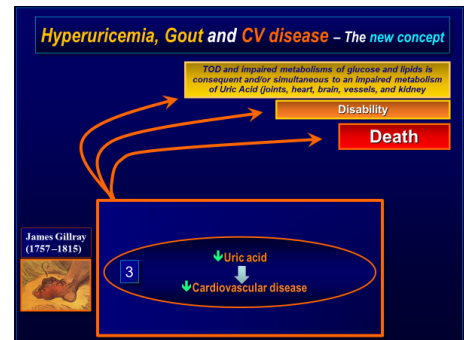 Hyperuricemia, Gout and CV disease – The new concept
TOD and impaired metabolisms of glucose and lipids is
consequent and/or simultaneous to an impaired metabolism
of Uric Acid (joints, heart, brain, vessels, and kidney
Disability
Death
James Gillray
(1757–1815)
3
Uric acid
Cardiovascular disease